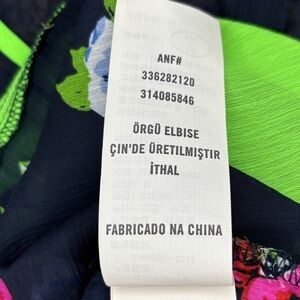 ANF#
336282120
314085846
ÖRGÜ ELBISE
ÇIN'DE ÜRETILMIŞTIR
İTHAL
FABRICADO NA CHINA